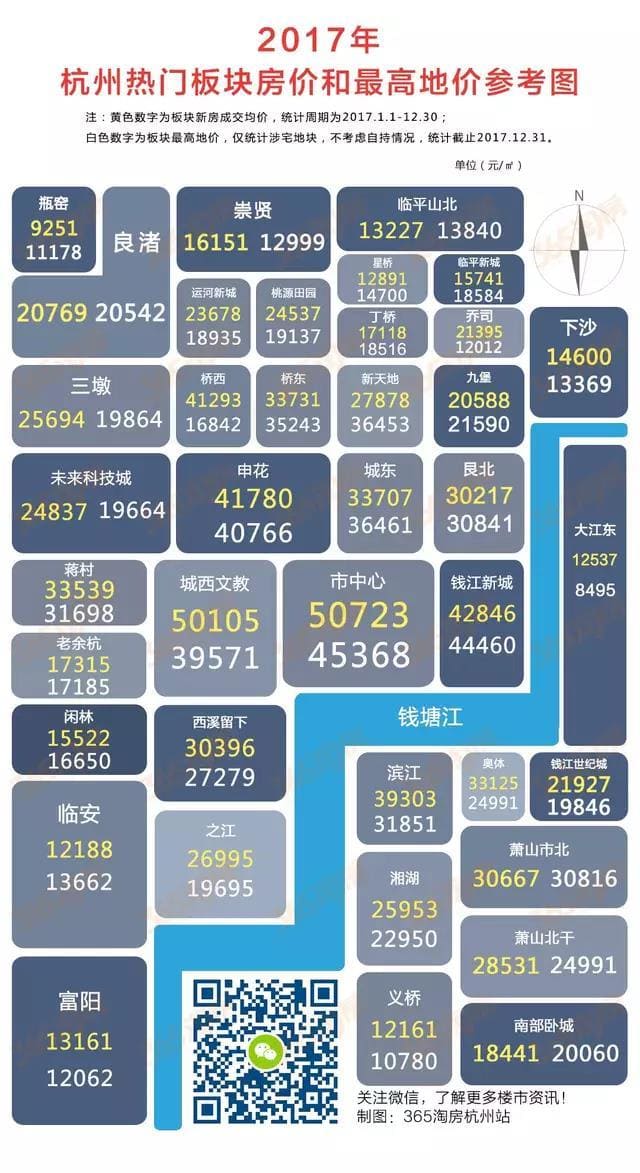 2017年
杭州热门板块房价和最高地价参考图
注：黄色数字为板块新房成交均价，统计周期为2017.1.1-12.30；
白色数字为板块最高地价，仅统计涉宅地块，不考虑自持情况，统计截止2017.12.31。
单位（元/㎡）
N
瓶窑
9251
11178
良渚
20769 20542
崇贤
16151 12999
临平山北
13227 13840
星桥
12891
14700
临平新城
15741
18584
运河新城
23678
18935
桃源田园
24537
19137
丁桥
17118
18516
乔司
21395
12012
下沙
14600
13369
三墩
25694 19864
桥西
41293
16842
桥东
33731
35243
新天地
27878
36453
九堡
20588
21590
未来科技城
24837 19664
申花
41780
40766
城东
33707
36461
艮北
30217
30841
大江东
12537
8495
蒋村
33539
31698
城西文教
50105
39571
市中心
50723
45368
钱江新城
42846
44460
老余杭
17315
17185
闲林
15522
16650
西溪留下
30396
27279
钱塘江
临安
12188
13662
之江
26995
19695
滨江
39303
31851
奥体
33125
24991
钱江世纪城
21927
19846
萧山市北
30667 30816
湘湖
25953
22950
萧山北干
28531 24991
富阳
13161
12062
义桥
12161
10780
南部卧城
18441 20060
关注微信，了解更多楼市资讯！
制图：365淘房杭州站